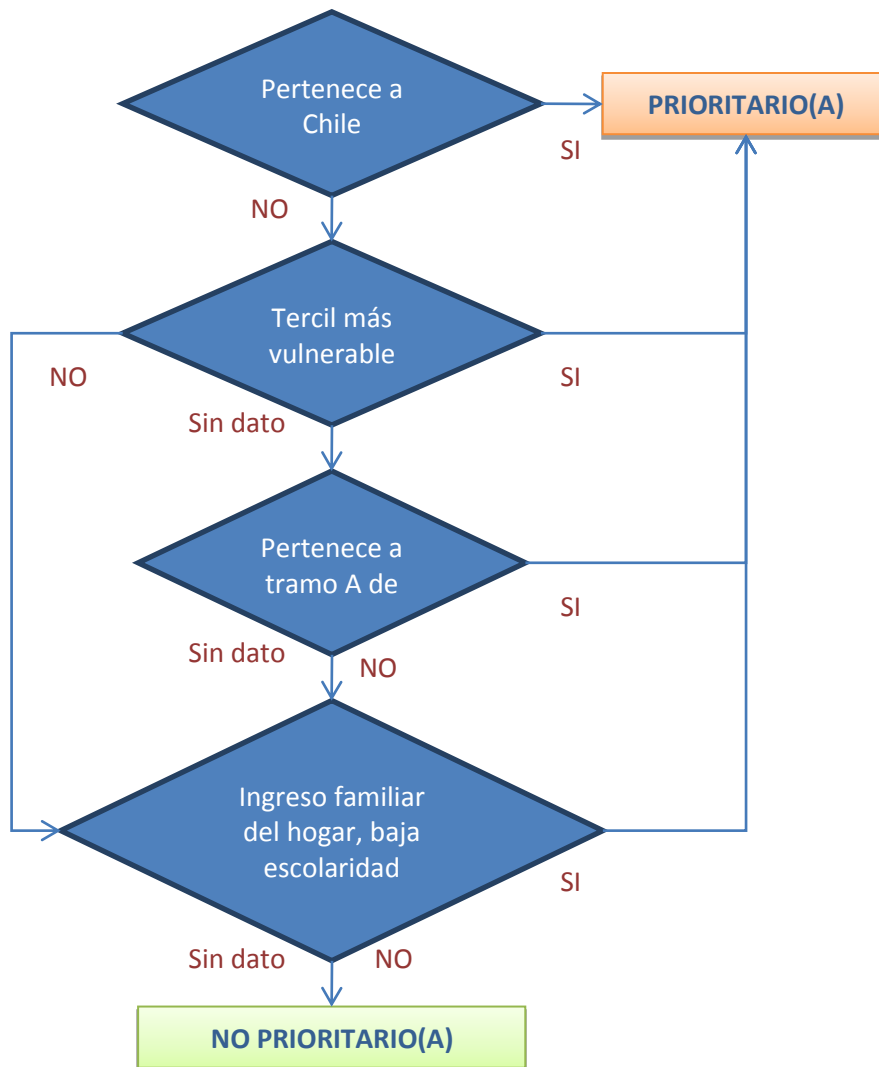 Pertenece a
Chile
PRIORITARIO(A)
SI
NO
Tercil más
vulnerable
NO
SI
Sin dato
Pertenece a
tramo A de
SI
Sin dato
NO
Ingreso familiar
del hogar, baja
escolaridad
SI
Sin dato
NO
NO PRIORITARIO(A)